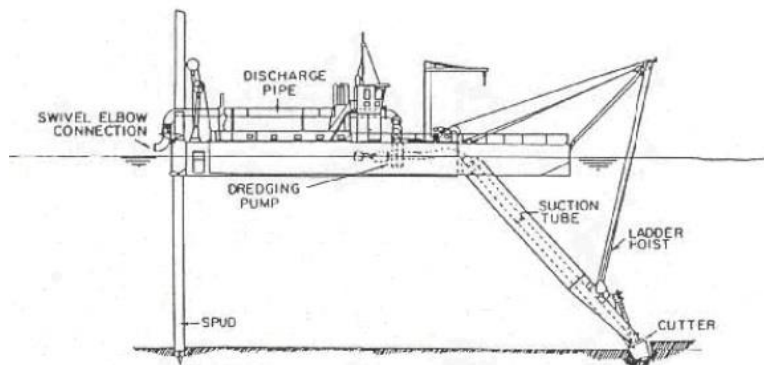 DISCHARGE
PIPE
SWIVEL ELBOW
CONNECTION
DREDGING
PUMP
SUCTION
TUBE
LADDER
HOIST
SPUD
CUTTER